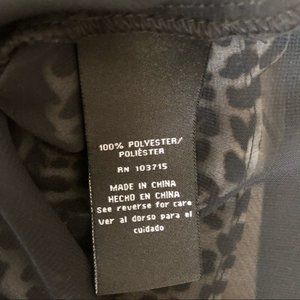 100% POLYESTER/
POLIÉSTER
RN 103715
MADE IN CHINA
HECHO EN CHINA
See reverse for care
Ver al dorso para el
cuidado